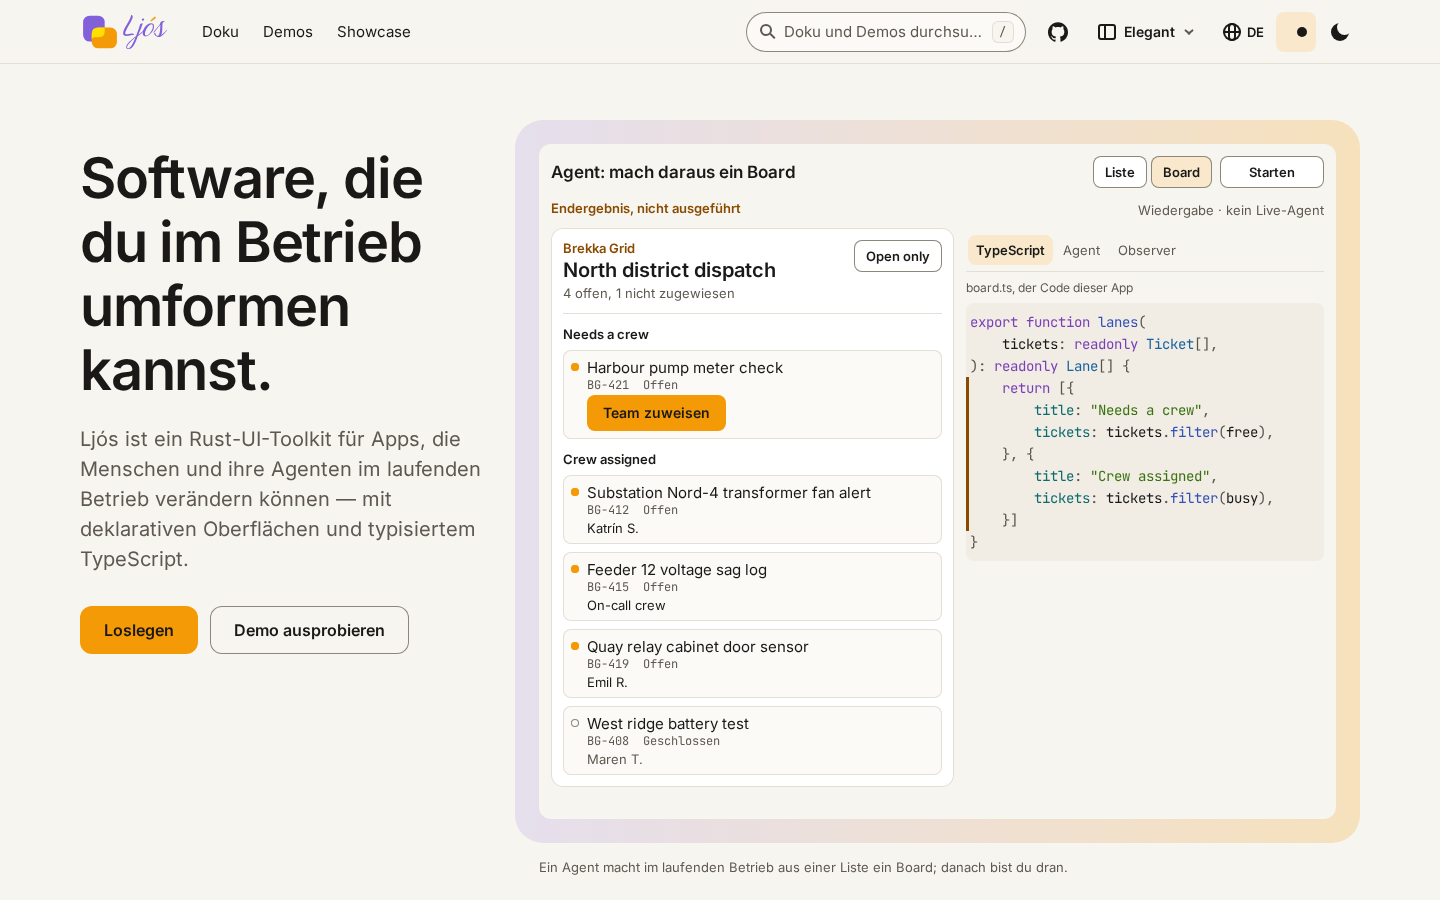 Ljós
Doku
Demos
Showcase
Doku und Demos durchsu...
/
Elegant
DE
Software, die
du im Betrieb
umformen
kannst.
Ljós ist ein Rust-UI-Toolkit für Apps, die
Menschen und ihre Agenten im laufenden
Betrieb verändern können — mit
deklarativen Oberflächen und typisiertem
TypeScript.
Loslegen
Demo ausprobieren
Agent: mach daraus ein Board
Liste
Board
Starten
Endergebnis, nicht ausgeführt
Wiedergabe · kein Live-Agent
Brekka Grid
North district dispatch
4 offen, 1 nicht zugewiesen
Open only
Needs a crew
Harbour pump meter check
BG-421 Offen
Team zuweisen
Crew assigned
Substation Nord-4 transformer fan alert
BG-412 Offen
Katrín S.
Feeder 12 voltage sag log
BG-415 Offen
On-call crew
Quay relay cabinet door sensor
BG-419 Offen
Emil R.
West ridge battery test
BG-408 Geschlossen
Maren T.
TypeScript
Agent
Observer
board.ts, der Code dieser App
export function lanes(
    tickets: readonly Ticket[],
): readonly Lane[] {
    return [{
        title: "Needs a crew",
        tickets: tickets.filter(free),
    }, {
        title: "Crew assigned",
        tickets: tickets.filter(busy),
    }]
}
Ein Agent macht im laufenden Betrieb aus einer Liste ein Board; danach bist du dran.